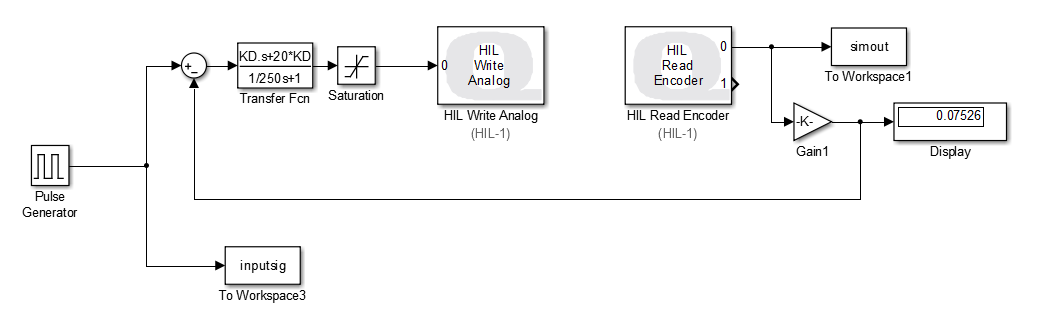 KD.s+20*KD
1/250s+1
Transfer Fcn
Saturation
0
HIL
Write
Analog
HIL Write Analog
(HIL-1)
HIL
Read
Encoder
0
1
HIL Read Encoder
(HIL-1)
simout
To Workspace1
-K-
Gain1
0.07526
Display
Pulse
Generator
inputsig
To Workspace3